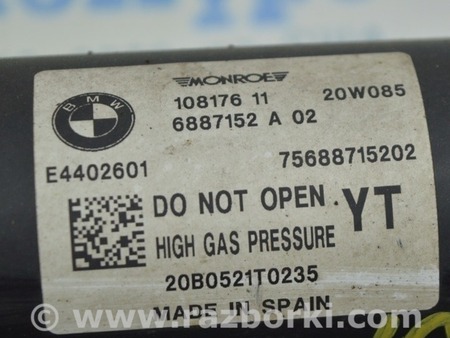 MONROE
BMW
108176 11 20W085
6887152 A 02
E4402601 75688715202
DO NOT OPEN YT
HIGH GAS PRESSURE
20B0521T0235
MADE IN SPAIN
© www.razborki.com